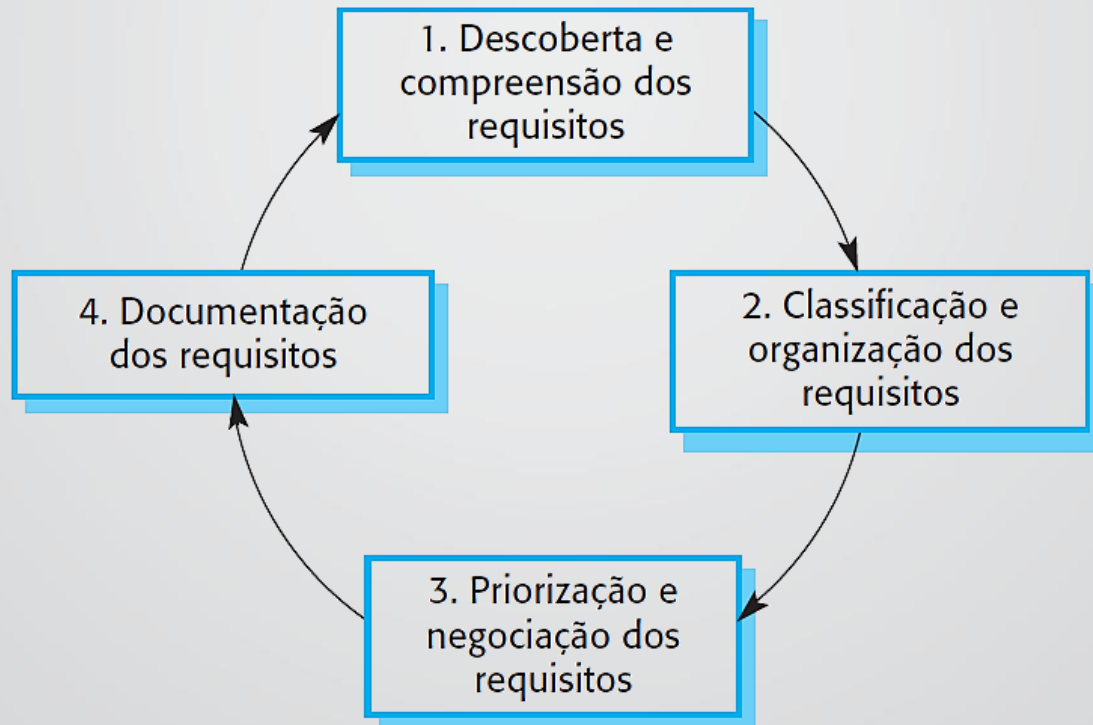 1. Descoberta e
compreensão dos
requisitos
2. Classificação e
organização dos
requisitos
3. Priorização e
negociação dos
requisitos
4. Documentação
dos requisitos